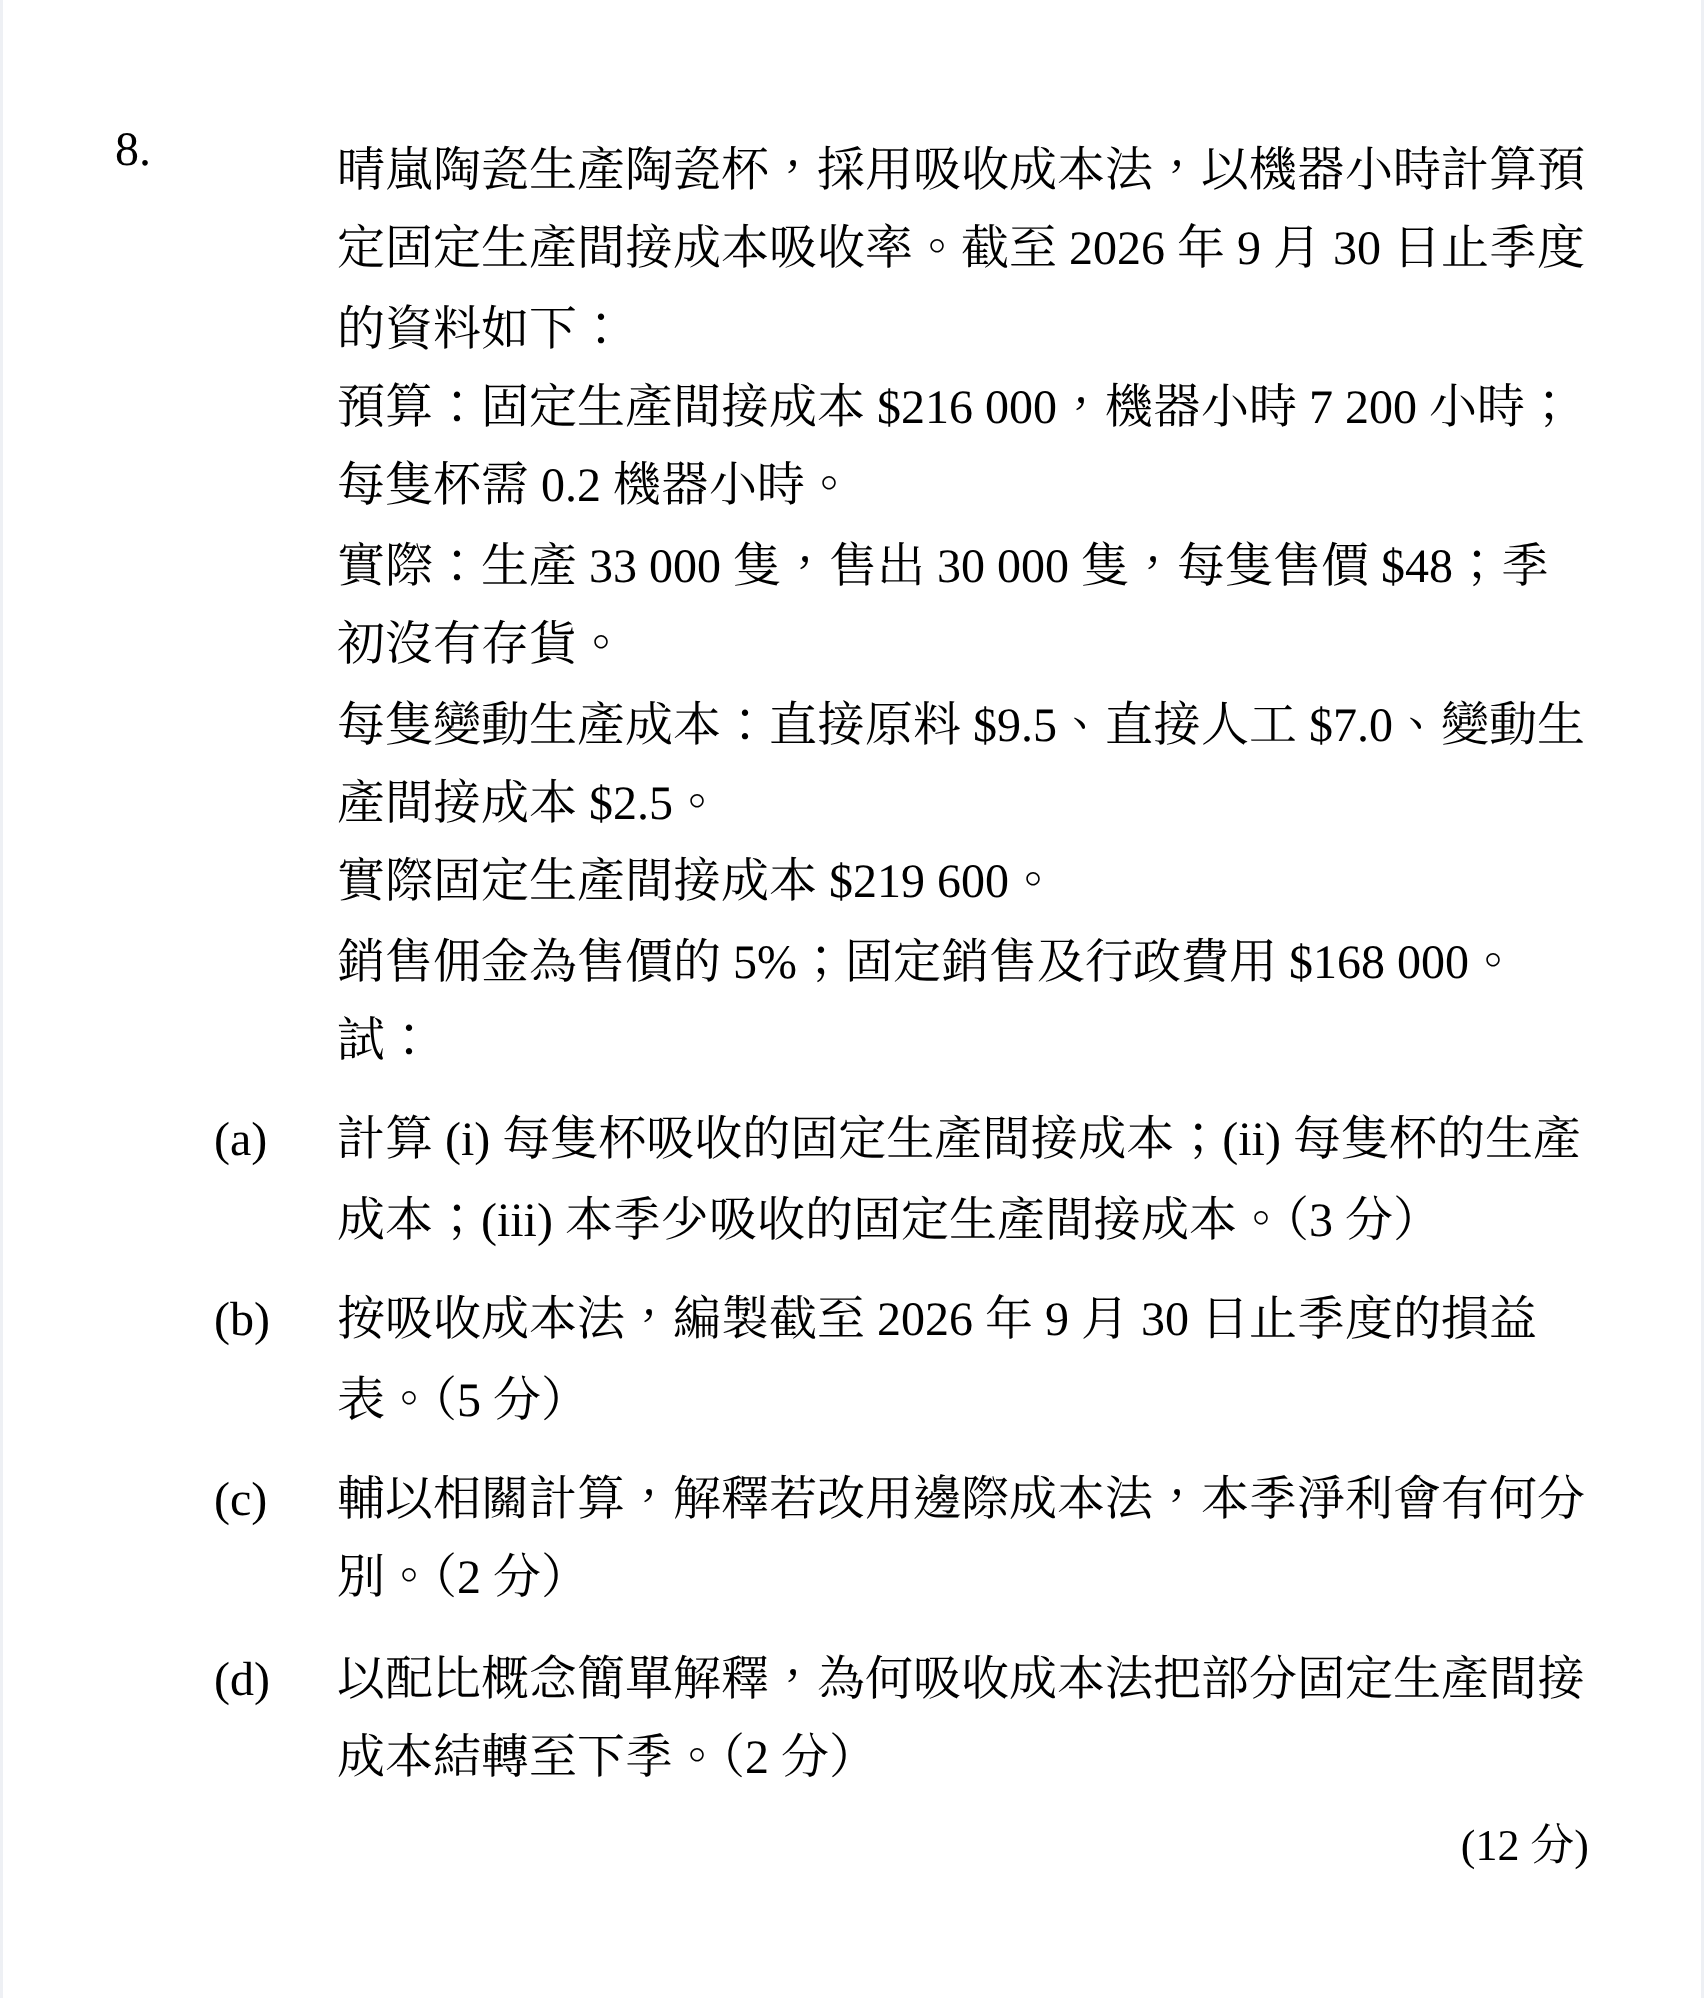 8.
晴嵐陶瓷生產陶瓷杯，採用吸收成本法，以機器小時計算預
定固定生產間接成本吸收率。截至 2026 年 9 月 30 日止季度
的資料如下：
預算：固定生產間接成本 $216 000，機器小時 7 200 小時；
每隻杯需 0.2 機器小時。
實際：生產 33 000 隻，售出 30 000 隻，每隻售價 $48；季
初沒有存貨。
每隻變動生產成本：直接原料 $9.5、直接人工 $7.0、變動生
產間接成本 $2.5。
實際固定生產間接成本 $219 600。
銷售佣金為售價的 5%；固定銷售及行政費用 $168 000。
試：
(a) 計算 (i) 每隻杯吸收的固定生產間接成本；(ii) 每隻杯的生產
成本；(iii) 本季少吸收的固定生產間接成本。（3 分）
(b) 按吸收成本法，編製截至 2026 年 9 月 30 日止季度的損益
表。（5 分）
(c) 輔以相關計算，解釋若改用邊際成本法，本季淨利會有何分
別。（2 分）
(d) 以配比概念簡單解釋，為何吸收成本法把部分固定生產間接
成本結轉至下季。（2 分）
(12 分)